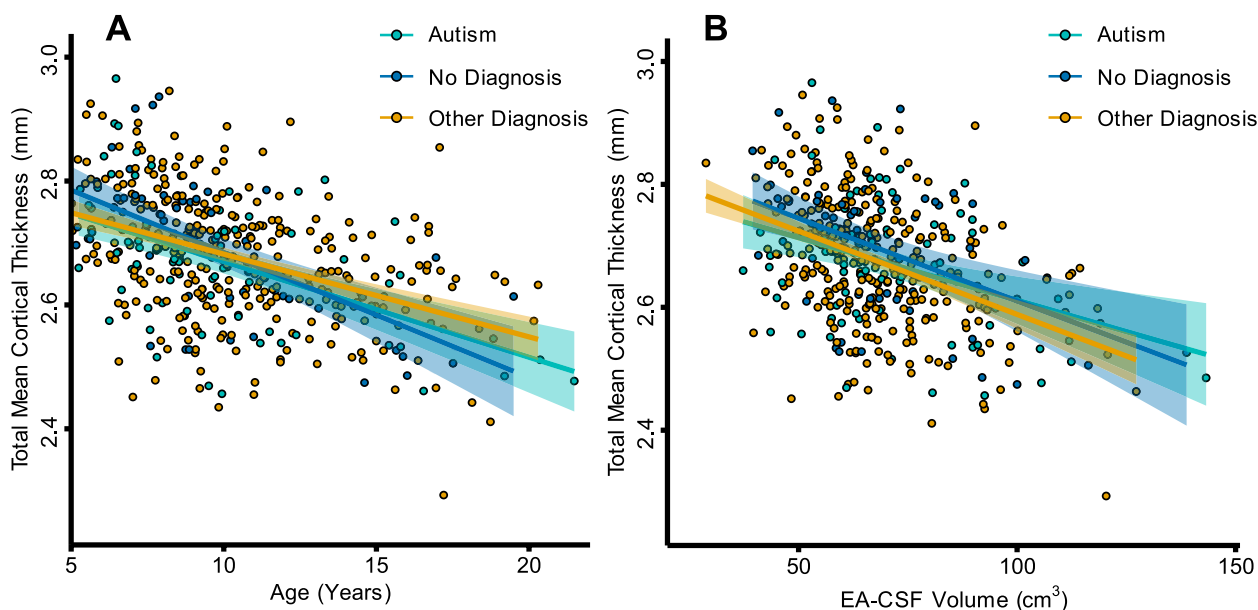 A
Autism
No Diagnosis
Other Diagnosis
3.0
2.8
2.6
2.4
Total Mean Cortical Thickness (mm)
5
10
15
20
Age (Years)
B
Autism
No Diagnosis
Other Diagnosis
3.0
2.8
2.6
2.4
Total Mean Cortical Thickness (mm)
50
100
150
EA-CSF Volume (cm³)